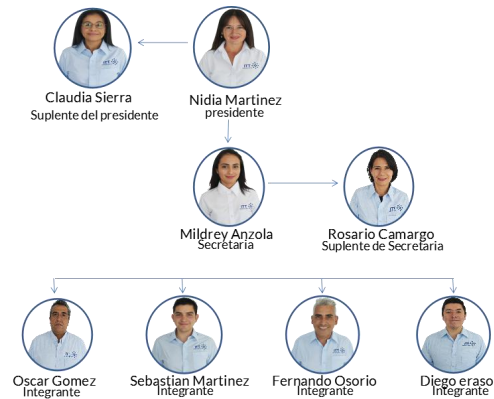 Claudia Sierra
Suplente del presidente
Nidia Martinez
presidente
Mildrey Anzola
Secretaria
Rosario Camargo
Suplente de Secretaria
Oscar Gomez
Integrante
Sebastian Martinez
Integrante
Fernando Osorio
Integrante
Diego eraso
Integrante